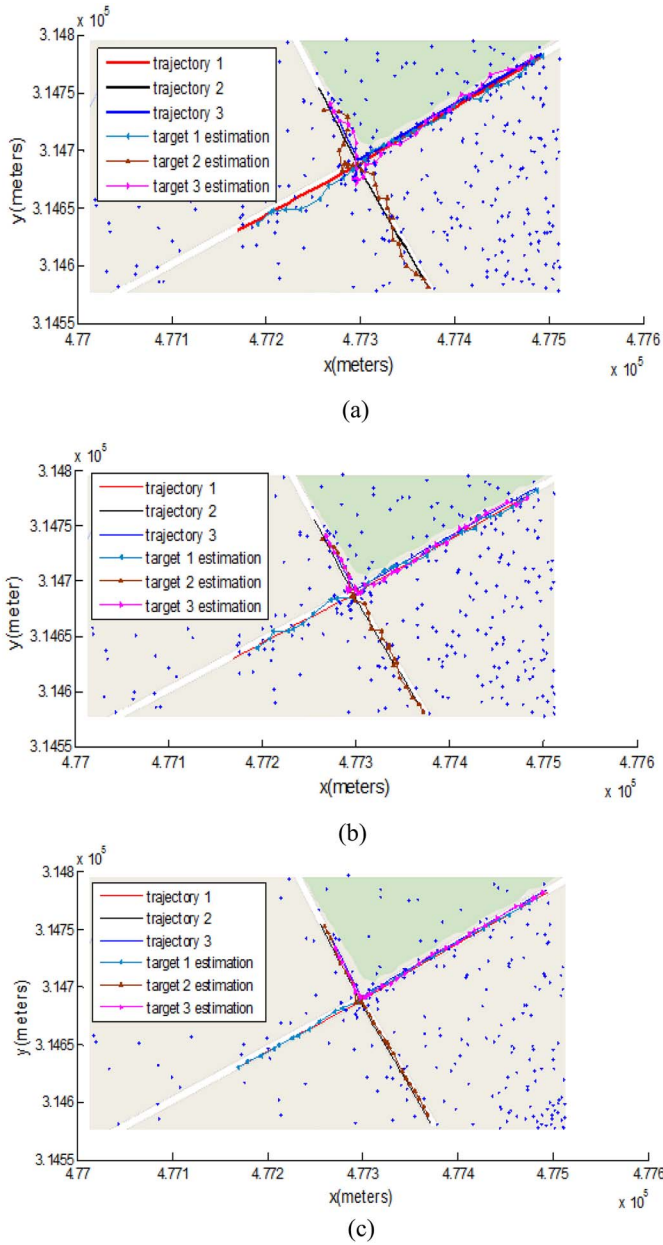 x 10^5
3.148
3.1475
3.147
3.1465
3.146
3.1455
y(meters)
trajectory 1
trajectory 2
trajectory 3
target 1 estimation
target 2 estimation
target 3 estimation
4.77 4.771 4.772 4.773 4.774 4.775 4.776
x(meters)
x 10^5
(a)
x 10^5
3.148
3.1475
3.147
3.1465
3.146
3.1455
y(meter)
trajectory 1
trajectory 2
trajectory 3
target 1 estimation
target 2 estimation
target 3 estimation
4.77 4.771 4.772 4.773 4.774 4.775 4.776
x(meters)
x 10^5
(b)
x 10^5
3.148
3.1475
3.147
3.1465
3.146
3.1455
y(meters)
trajectory 1
trajectory 2
trajectory 3
target 1 estimation
target 2 estimation
target 3 estimation
4.77 4.771 4.772 4.773 4.774 4.775 4.776
x(meters)
x 10^5
(c)